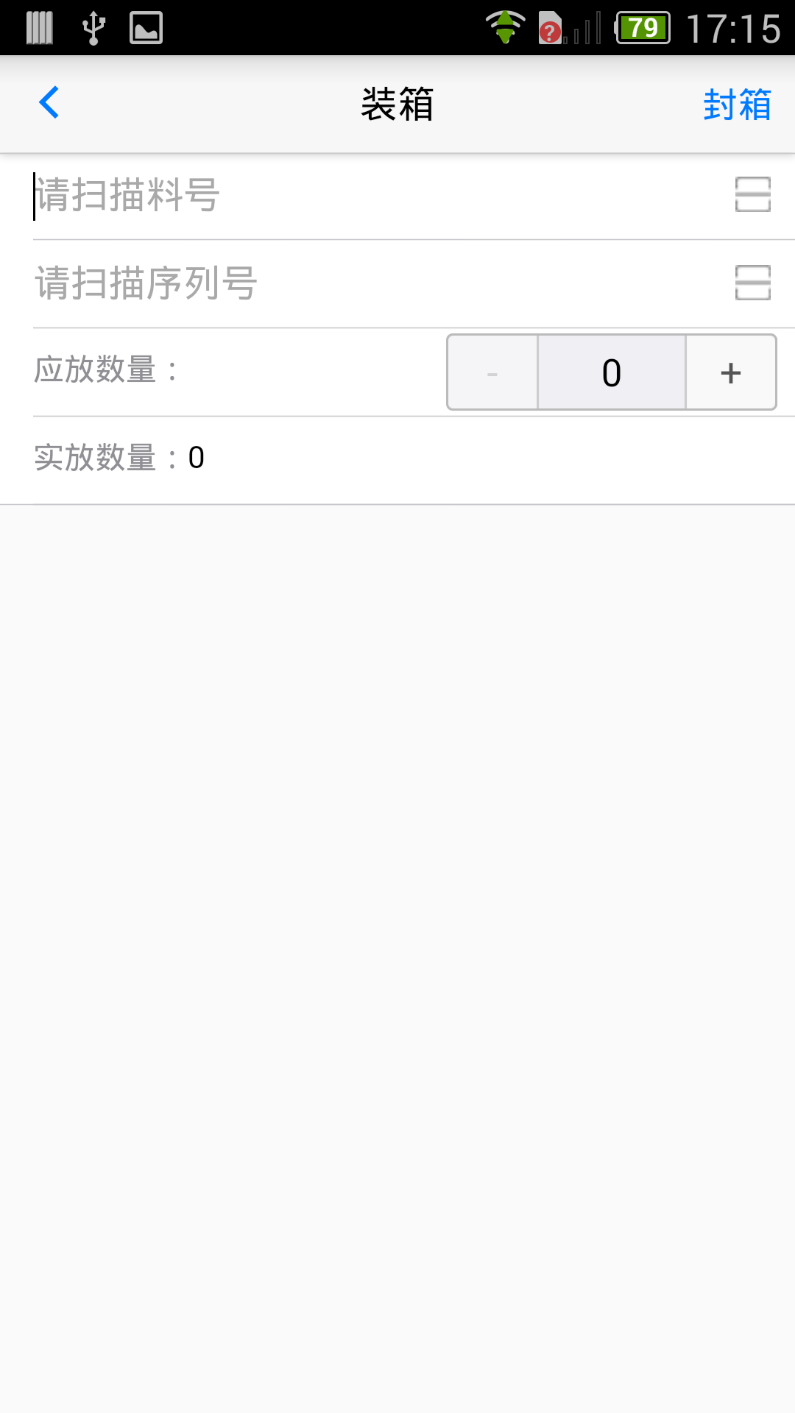 79 17:15
装箱 封箱
请扫描料号
请扫描序列号
应放数量：
- 0 +
实放数量：0